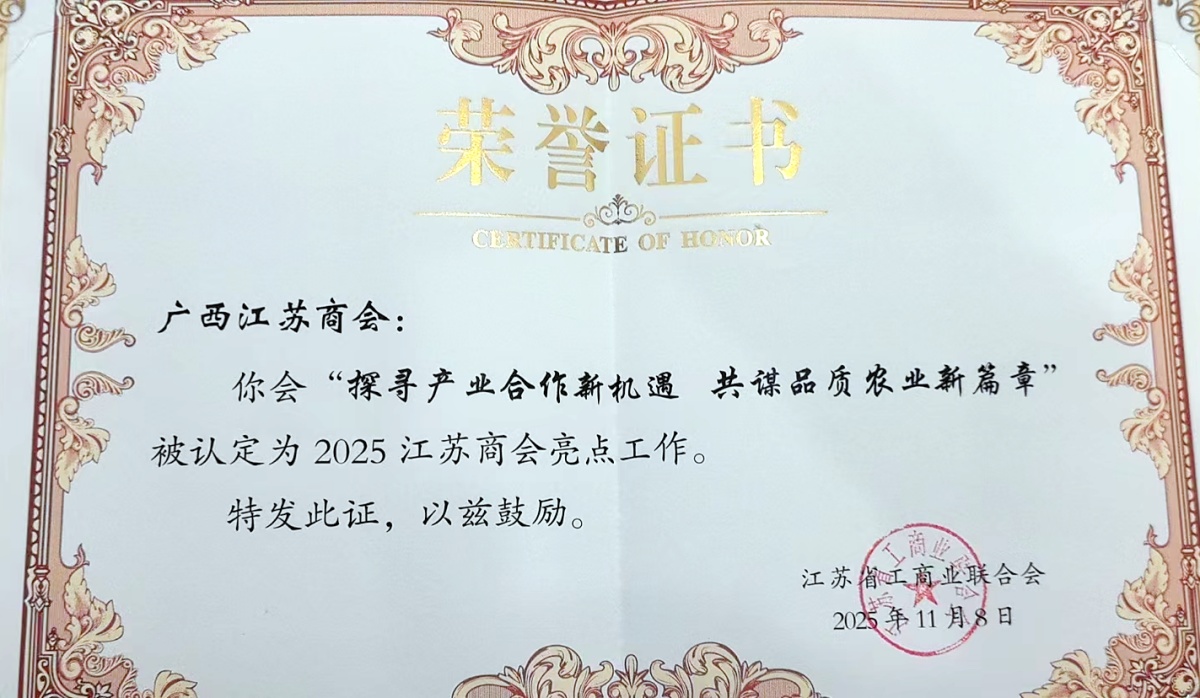 荣誉证书
CERTIFICATE OF HONOR
广西江苏商会：
你会“探寻产业合作新机遇 共谋品质农业新篇章”
被认定为2025江苏商会亮点工作。
特发此证，以兹鼓励。
江苏省工商业联合会
2025年11月8日